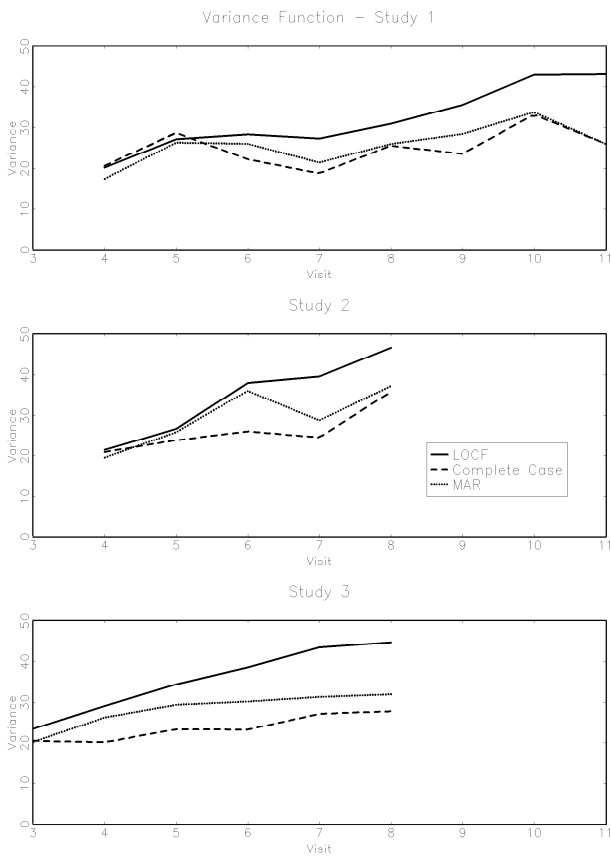 Variance Function – Study 1
50
40
30
20
10
0
Variance
3 4 5 6 7 8 9 10 11
Visit
Study 2
50
40
30
20
10
0
Variance
LOCF
Complete Case
MAR
3 4 5 6 7 8 9 10 11
Visit
Study 3
50
40
30
20
10
0
Variance
3 4 5 6 7 8 9 10 11
Visit